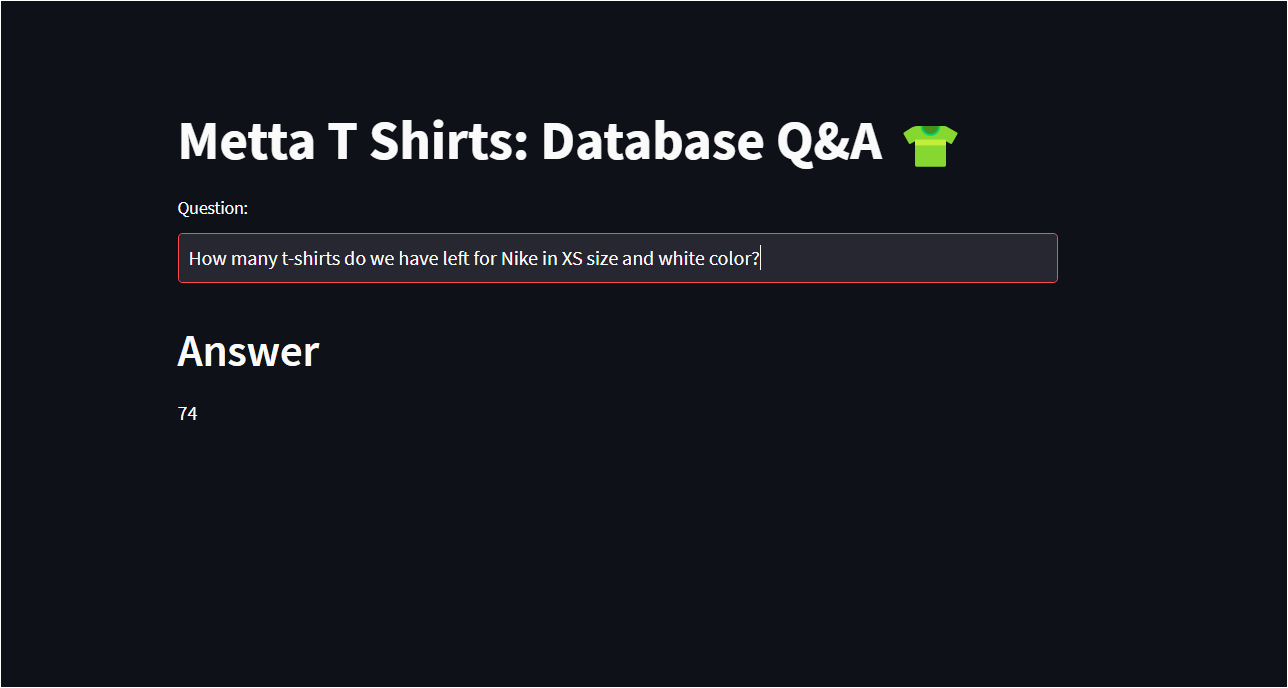 Metta T Shirts: Database Q&A
Question:
How many t-shirts do we have left for Nike in XS size and white color?
Answer
74